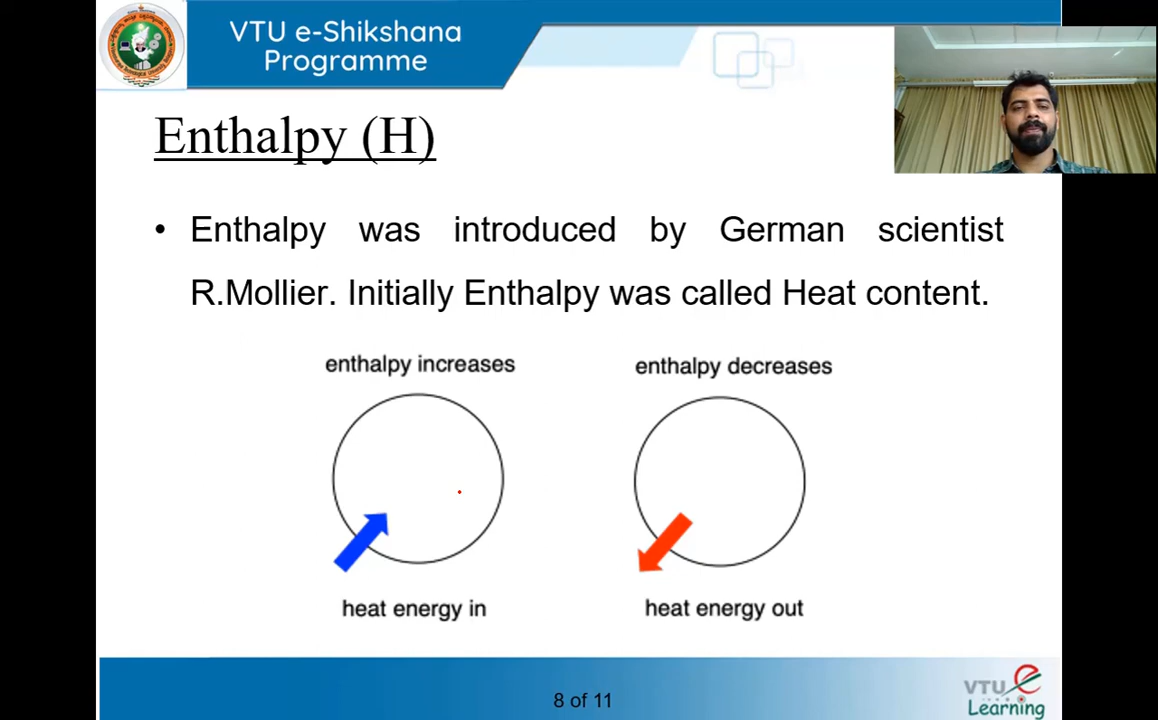 VTU e-Shikshana
Programme
Enthalpy (H)
• Enthalpy was introduced by German scientist
R.Mollier. Initially Enthalpy was called Heat content.
enthalpy increases
enthalpy decreases
heat energy in
heat energy out
8 of 11
VTU e
Learning